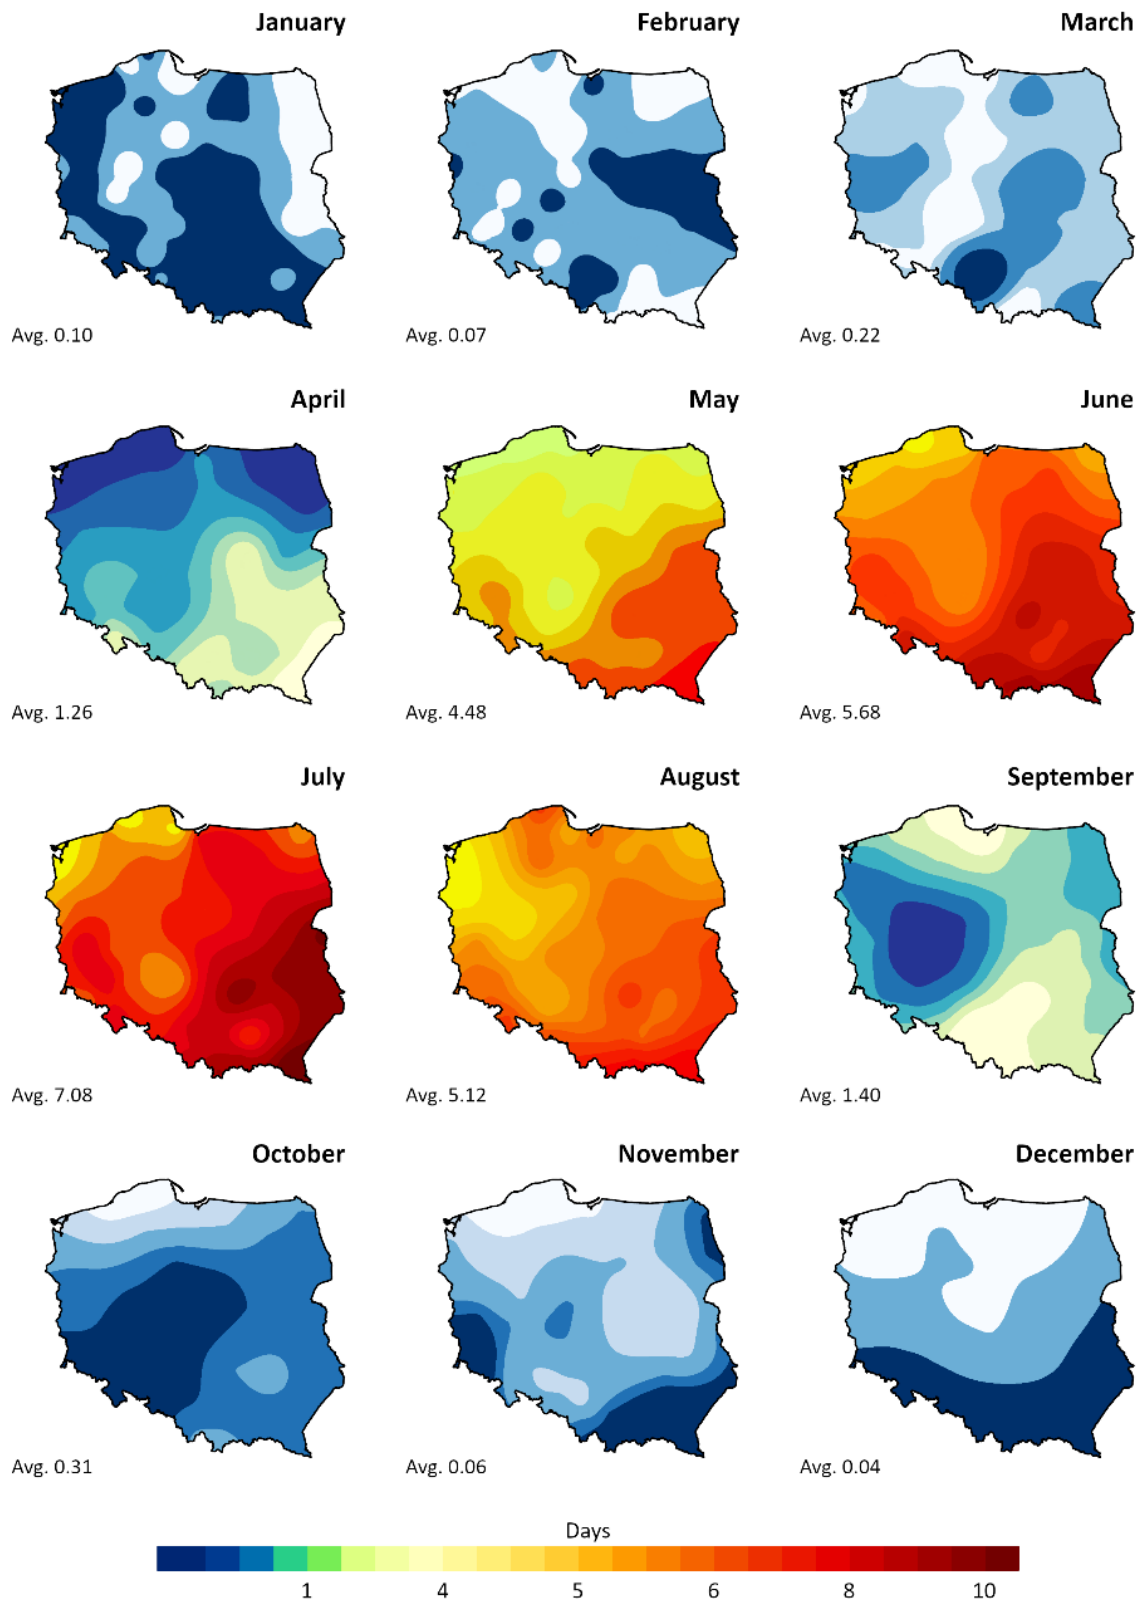 January February March
Avg. 0.10 Avg. 0.07 Avg. 0.22
April May June
Avg. 1.26 Avg. 4.48 Avg. 5.68
July August September
Avg. 7.08 Avg. 5.12 Avg. 1.40
October November December
Avg. 0.31 Avg. 0.06 Avg. 0.04
Days
1 4 5 6 8 10